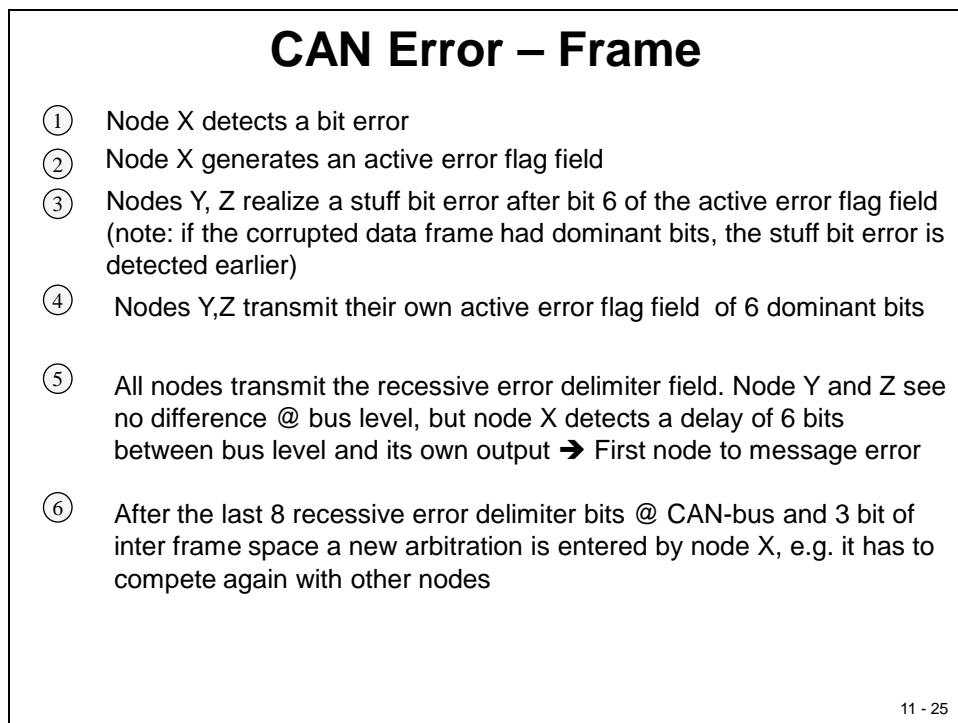 CAN Error – Frame
1 Node X detects a bit error
2 Node X generates an active error flag field
3 Nodes Y, Z realize a stuff bit error after bit 6 of the active error flag field
(note: if the corrupted data frame had dominant bits, the stuff bit error is
detected earlier)
4 Nodes Y,Z transmit their own active error flag field of 6 dominant bits
5 All nodes transmit the recessive error delimiter field. Node Y and Z see
no difference @ bus level, but node X detects a delay of 6 bits
between bus level and its own output ➔ First node to message error
6 After the last 8 recessive error delimiter bits @ CAN-bus and 3 bit of
inter frame space a new arbitration is entered by node X, e.g. it has to
compete again with other nodes
11 - 25